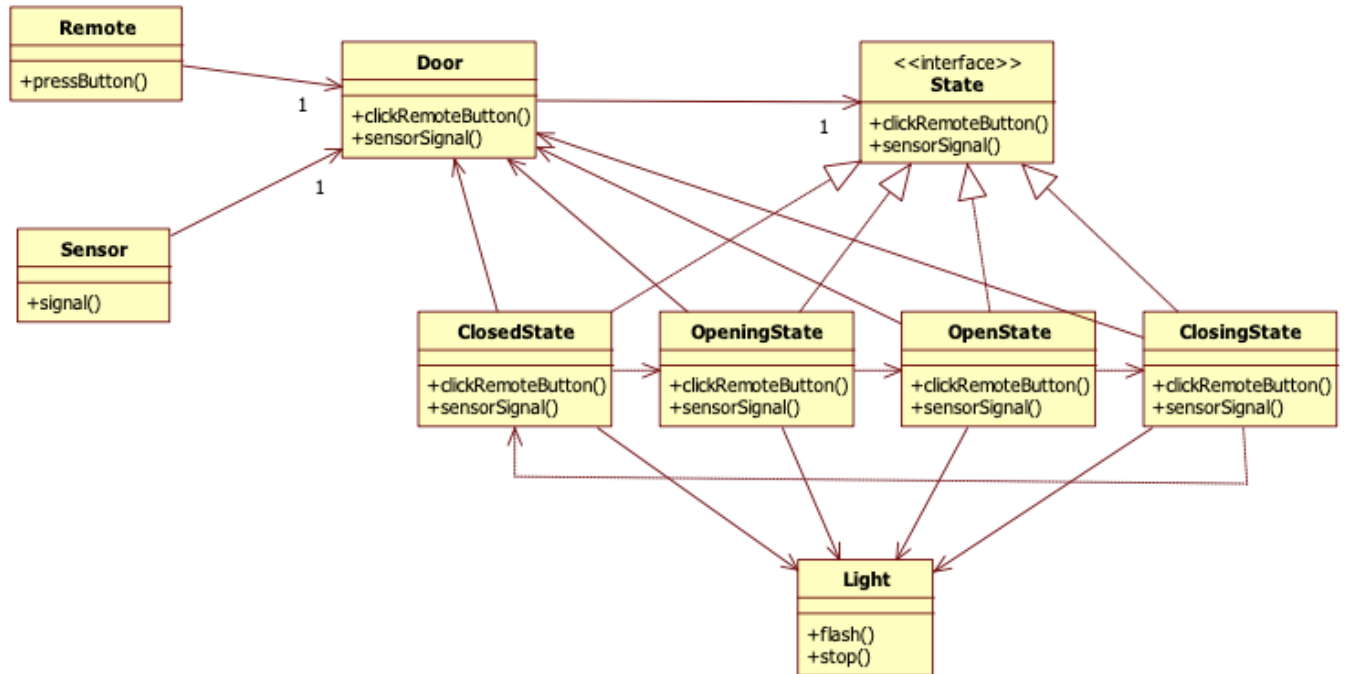 Remote
+pressButton()
1
Door
+clickRemoteButton()
+sensorSignal()
1
<<interface>>
State
+clickRemoteButton()
+sensorSignal()
1
Sensor
+signal()
ClosedState
+clickRemoteButton()
+sensorSignal()
OpeningState
+clickRemoteButton()
+sensorSignal()
OpenState
+clickRemoteButton()
+sensorSignal()
ClosingState
+clickRemoteButton()
+sensorSignal()
Light
+flash()
+stop()